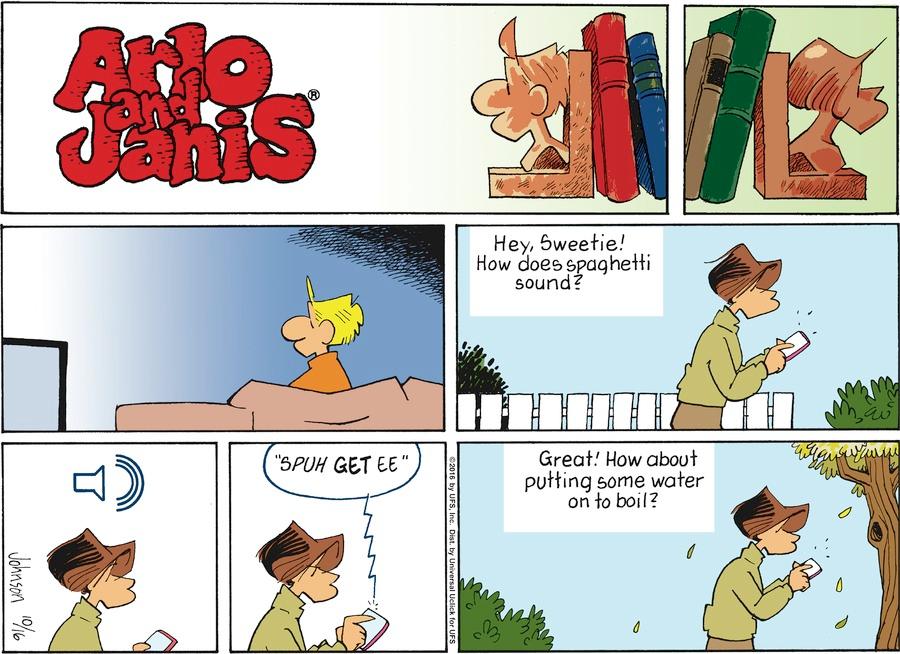 Arlo
and
Janis®
Hey, Sweetie!
How does spaghetti
sound?
"SPUH GET EE"
Great! How about
putting some water
on to boil?
Johnson 10/16
©2016 by UFS, Inc. Dist. by Universal Uclick for UFS